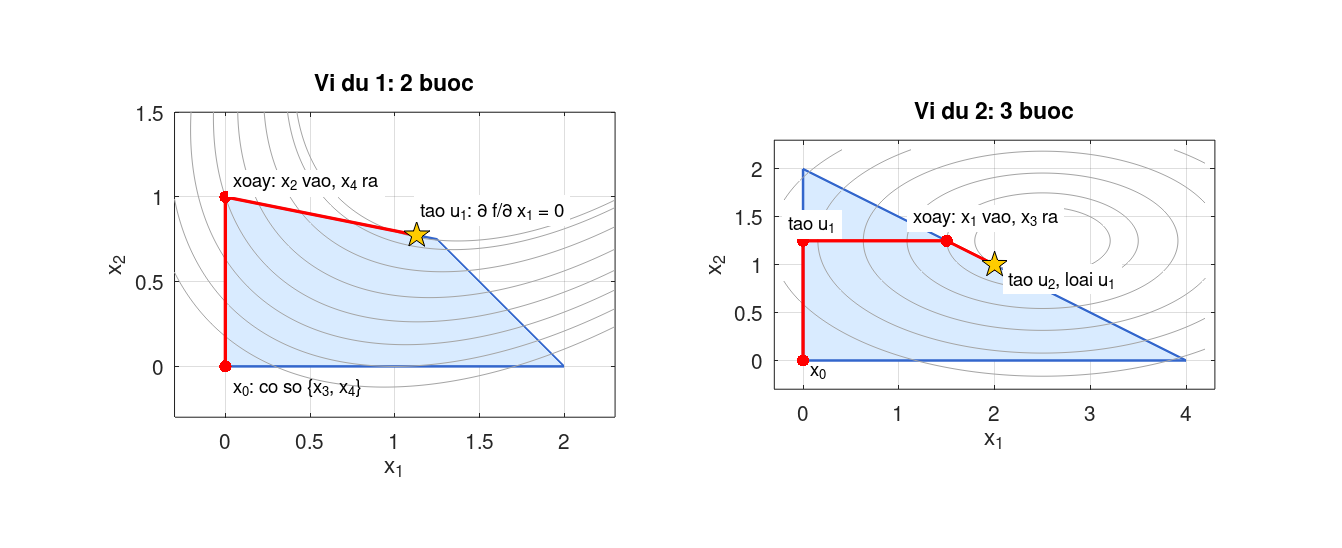 Vi du 1: 2 buoc
1.5
1
0.5
0
x₂
xoay: x₂ vao, x₄ ra
tao u₁: ∂ f/∂ x₁ = 0
x₀: co so {x₃, x₄}
0
0.5
1
1.5
2
x₁
Vi du 2: 3 buoc
2
1.5
1
0.5
0
x₂
tao u₁
xoay: x₁ vao, x₃ ra
tao u₂, loai u₁
x₀
0
1
2
3
4
x₁